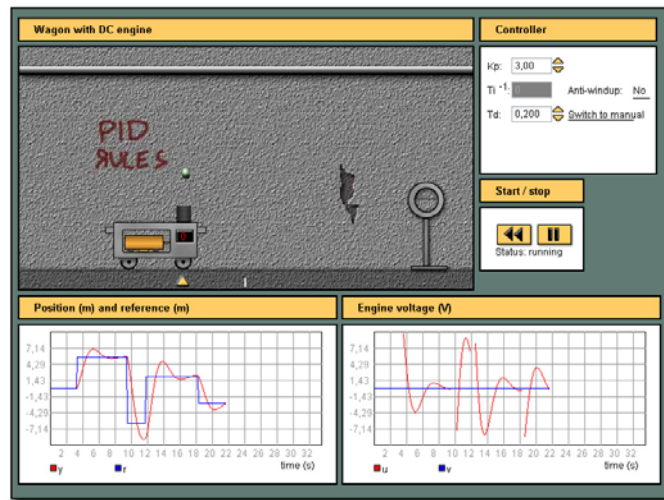 Wagon with DC engine
Controller
PID
RULES
Kp: 3,00
Ti -1: 0 Anti-windup: No
Td: 0,200 Switch to manual
Start / stop
Status: running
Position (m) and reference (m)
7,14
4,29
1,43
-1,43
-4,29
-7,14
2 4 6 8 10 12 14 16 18 20 22 24 26 28 30 32
time (s)
y r
Engine voltage (V)
7,14
4,29
1,43
-1,43
-4,29
-7,14
2 4 6 8 10 12 14 16 18 20 22 24 26 28 30 32
time (s)
u v